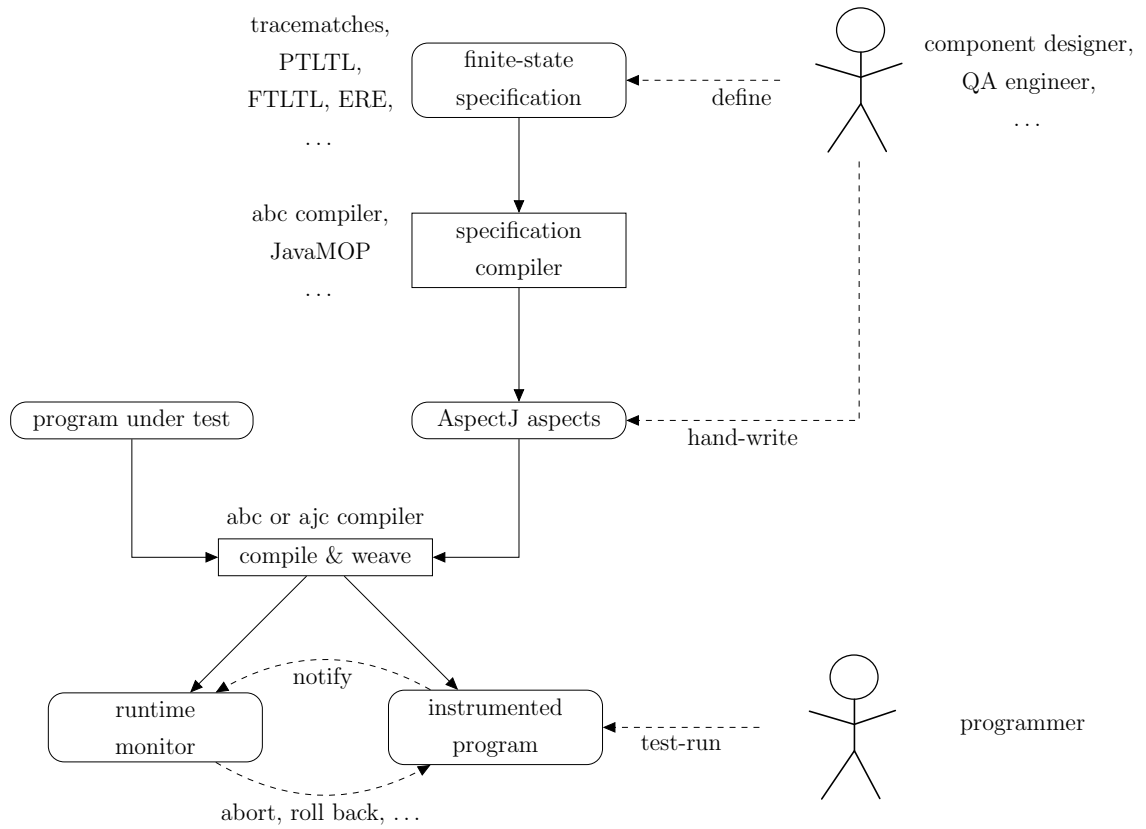 tracematches,
PTLTL,
FTLTL, ERE,
...
finite-state
specification
define
component designer,
QA engineer,
...
abc compiler,
JavaMOP
...
specification
compiler
program under test
AspectJ aspects
hand-write
abc or ajc compiler
compile & weave
notify
runtime
monitor
instrumented
program
test-run
programmer
abort, roll back, ...